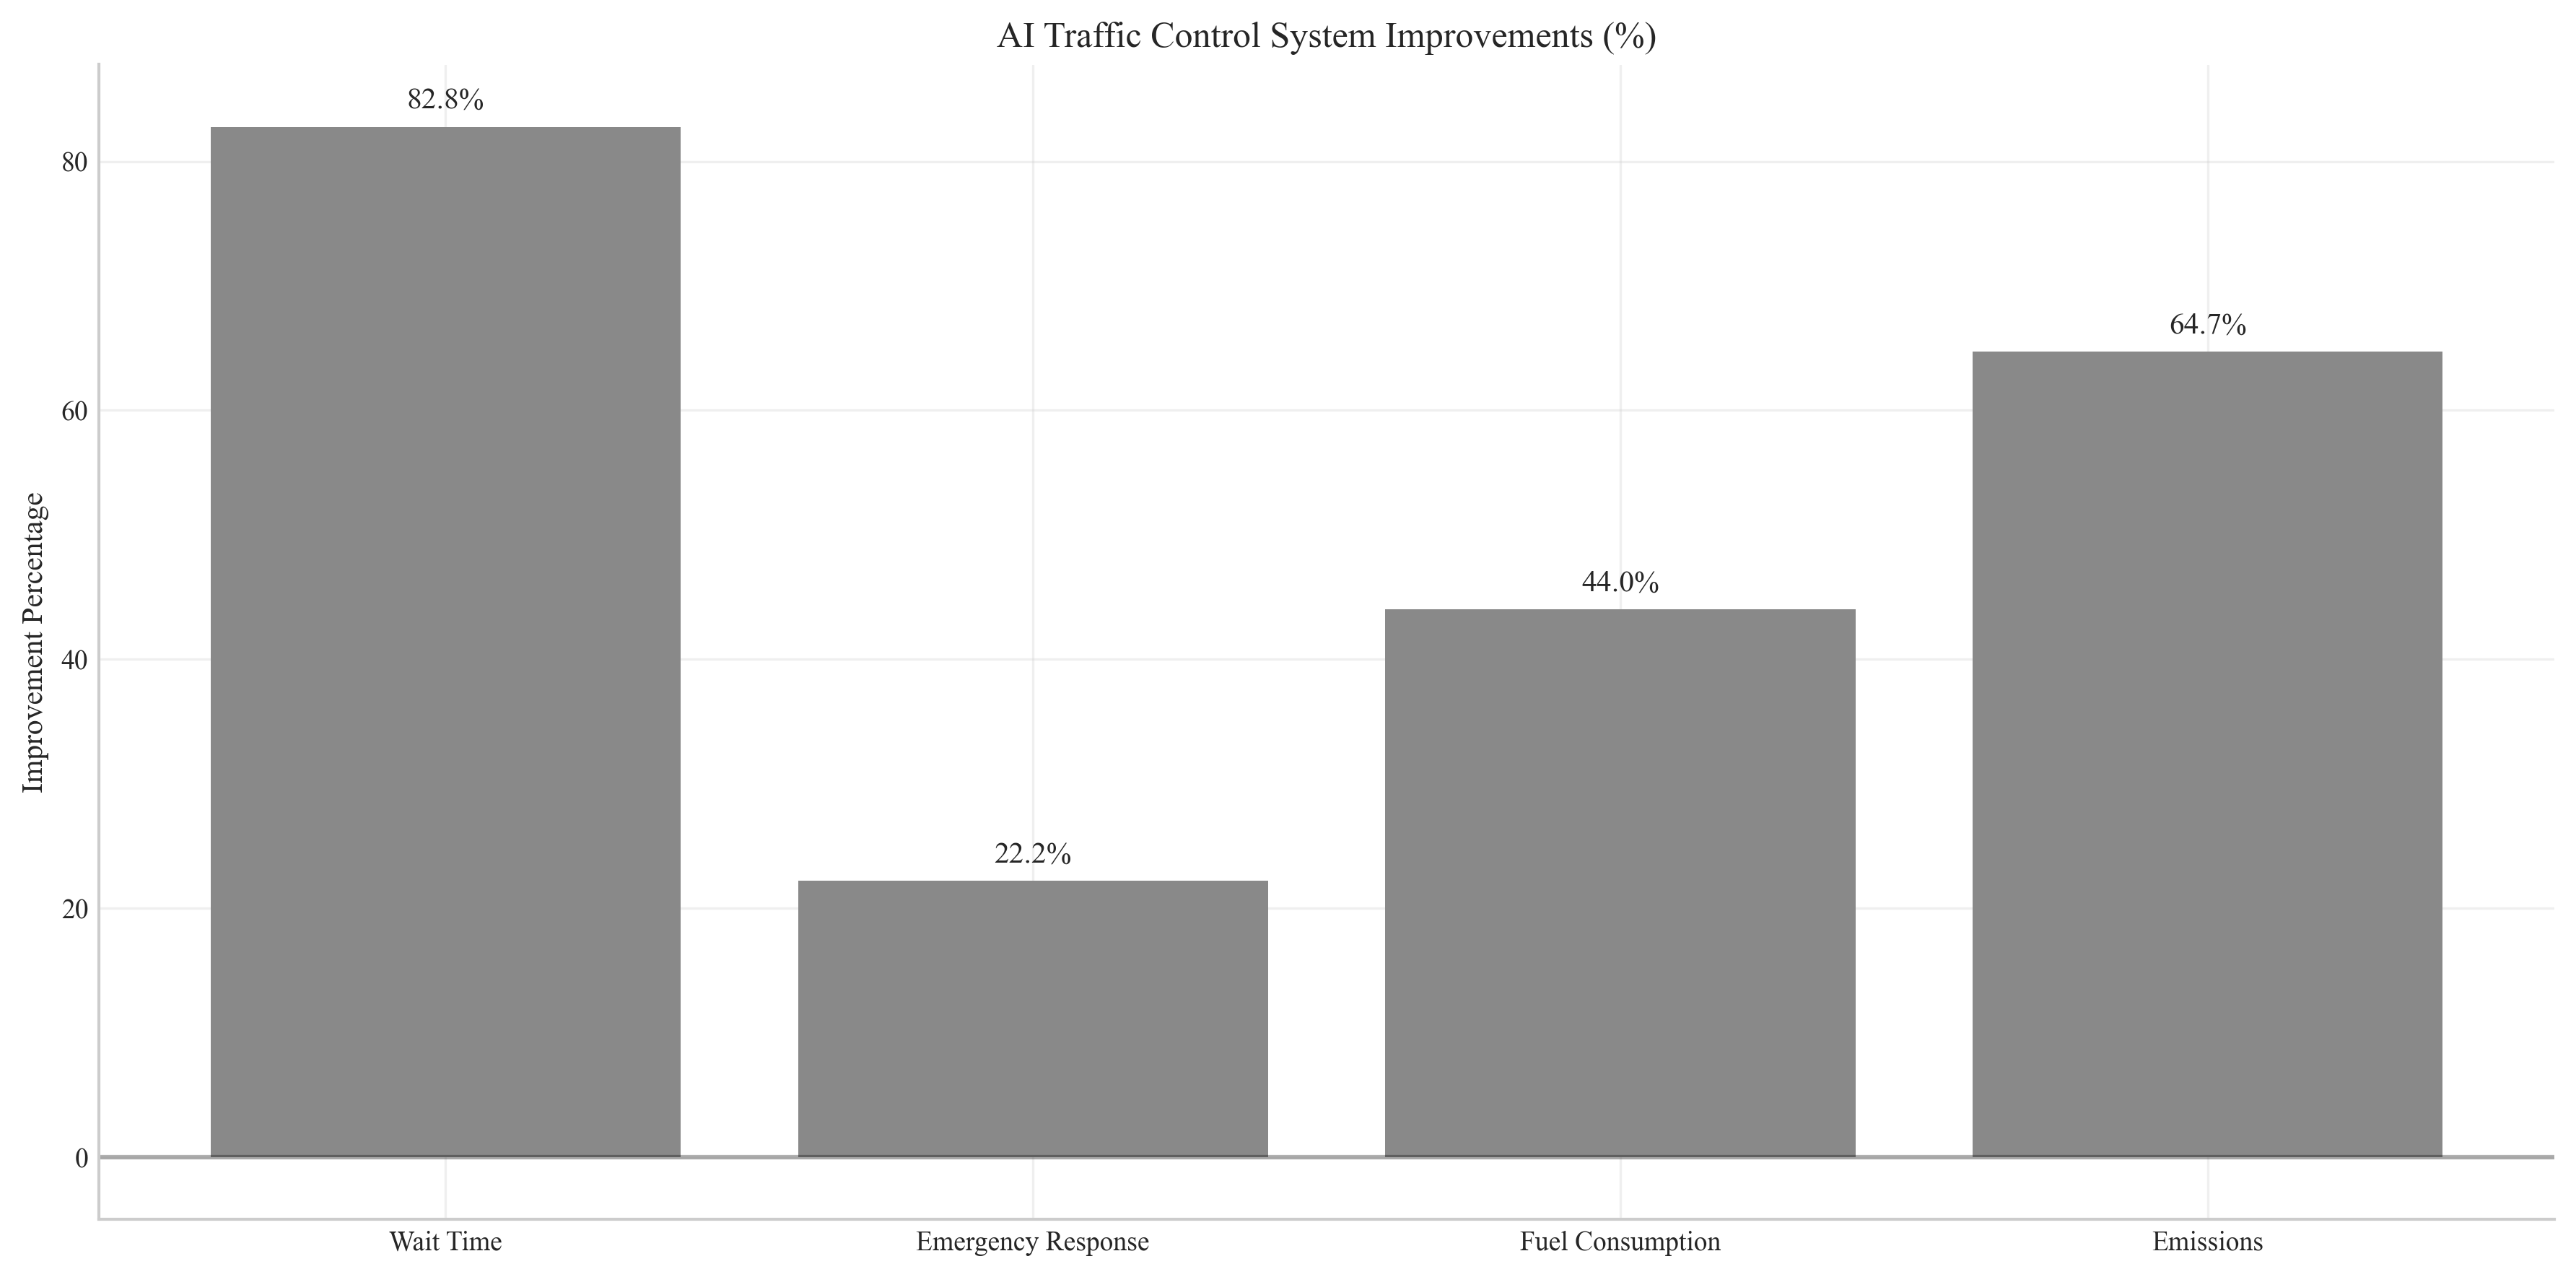 AI Traffic Control System Improvements (%)
Improvement Percentage
80
60
40
20
0
82.8%
22.2%
44.0%
64.7%
Wait Time
Emergency Response
Fuel Consumption
Emissions